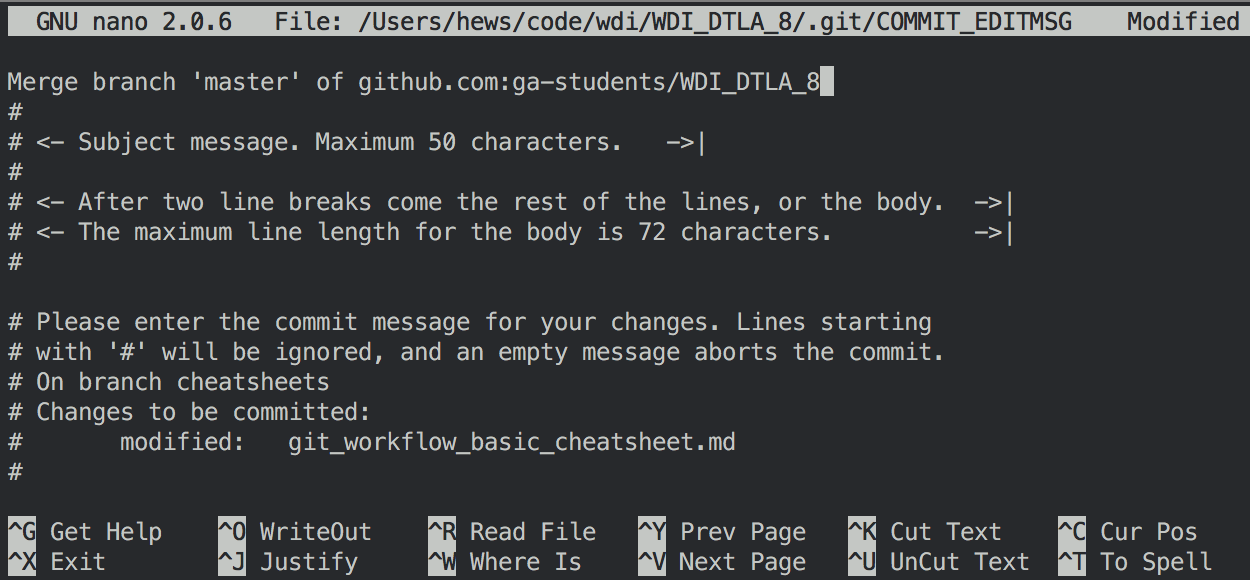 GNU nano 2.0.6   File: /Users/hews/code/wdi/WDI_DTLA_8/.git/COMMIT_EDITMSG    Modified
Merge branch 'master' of github.com:ga-students/WDI_DTLA_8
#
# <- Subject message. Maximum 50 characters.   ->|
#
# <- After two line breaks come the rest of the lines, or the body.  ->|
# <- The maximum line length for the body is 72 characters.          ->|
#
# Please enter the commit message for your changes. Lines starting
# with '#' will be ignored, and an empty message aborts the commit.
# On branch cheatsheets
# Changes to be committed:
#       modified:   git_workflow_basic_cheatsheet.md
#
^G Get Help    ^O WriteOut    ^R Read File   ^Y Prev Page   ^K Cut Text    ^C Cur Pos
^X Exit        ^J Justify     ^W Where Is    ^V Next Page   ^U UnCut Text  ^T To Spell